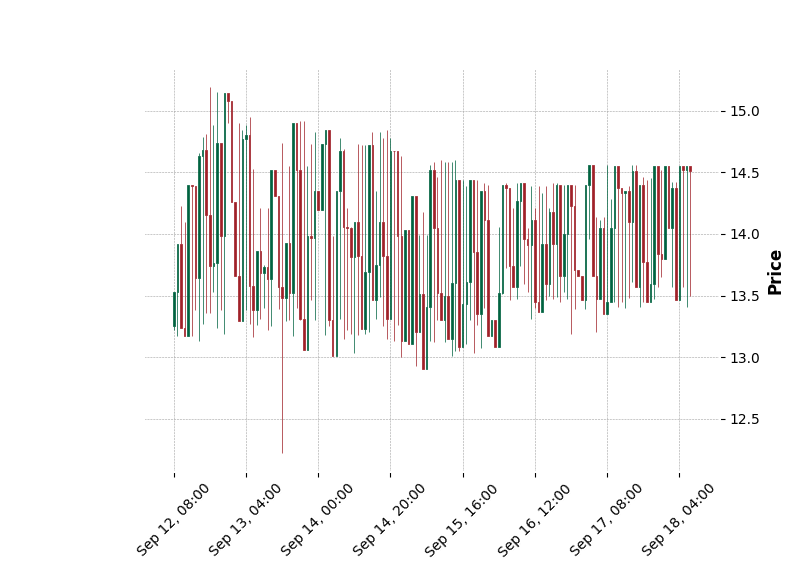 15.0
14.5
14.0
13.5
13.0
12.5
Price
Sep 12, 08:00
Sep 13, 04:00
Sep 14, 00:00
Sep 14, 20:00
Sep 15, 16:00
Sep 16, 12:00
Sep 17, 08:00
Sep 18, 04:00